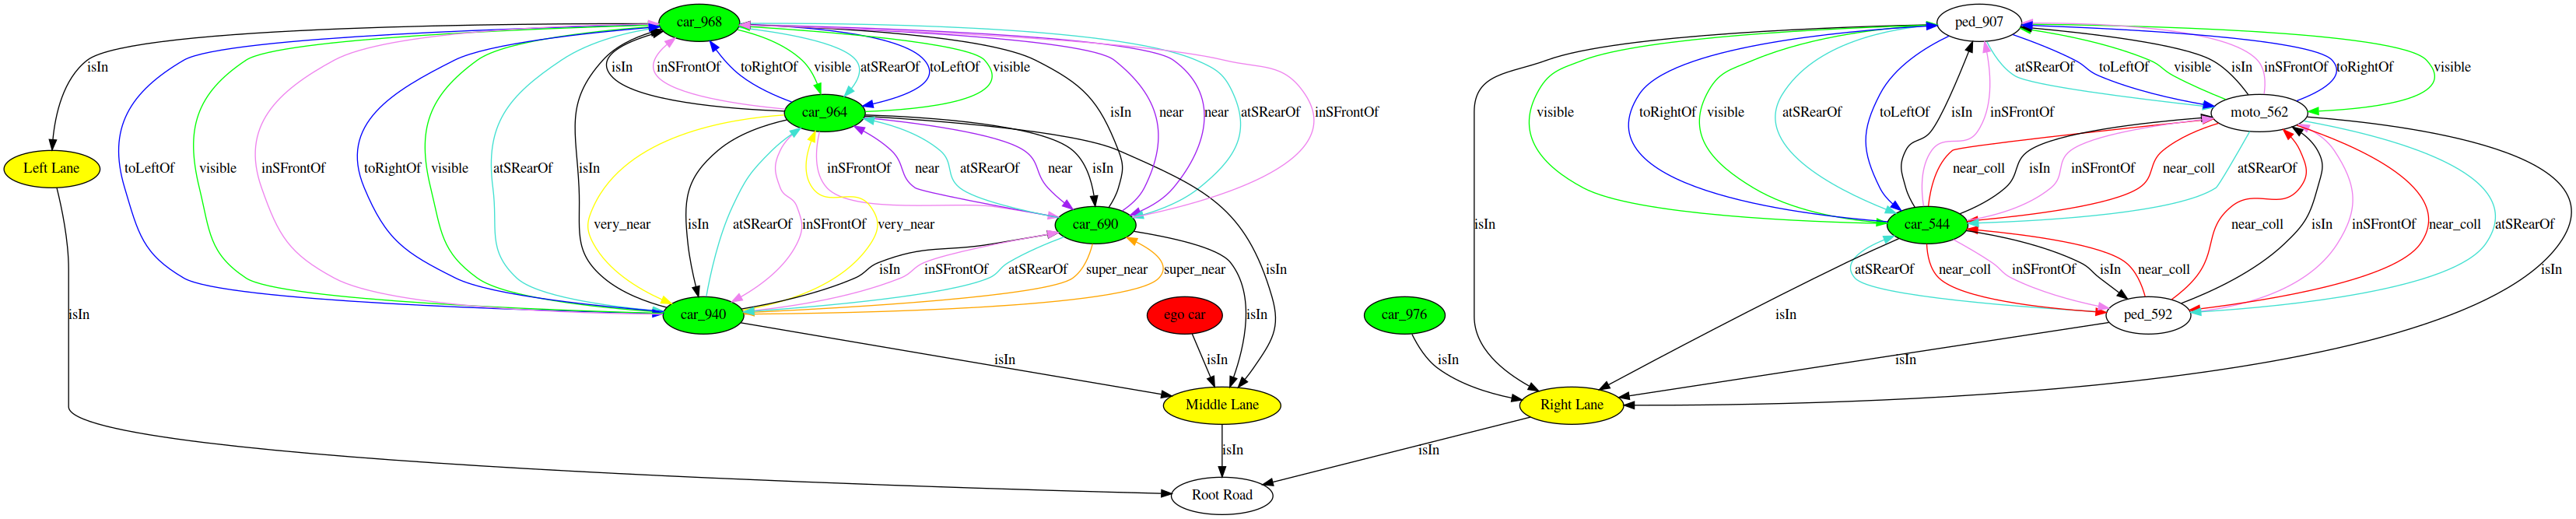 car_968
ped_907
isIn
isIn
inSFrontOf
toRightOf
visible
atSRearOf
toLeftOf
visible
atSRearOf
toLeftOf
visible
isIn
inSFrontOf
toRightOf
visible
car_964
isIn
near
near
atSRearOf
inSFrontOf
visible
toRightOf
visible
atSRearOf
toLeftOf
isIn
inSFrontOf
moto_562
Left Lane
toLeftOf
visible
inSFrontOf
toRightOf
visible
atSRearOf
isIn
inSFrontOf
near
atSRearOf
near
isIn
near_coll
isIn
inSFrontOf
near_coll
atSRearOf
very_near
isIn
atSRearOf
inSFrontOf
very_near
car_690
isIn
car_544
near_coll
isIn
inSFrontOf
near_coll
atSRearOf
isIn
inSFrontOf
atSRearOf
super_near
super_near
isIn
atSRearOf
near_coll
inSFrontOf
isIn
near_coll
isIn
isIn
car_940
ego car
isIn
car_976
isIn
ped_592
isIn
isIn
isIn
isIn
Middle Lane
Right Lane
isIn
isIn
Root Road